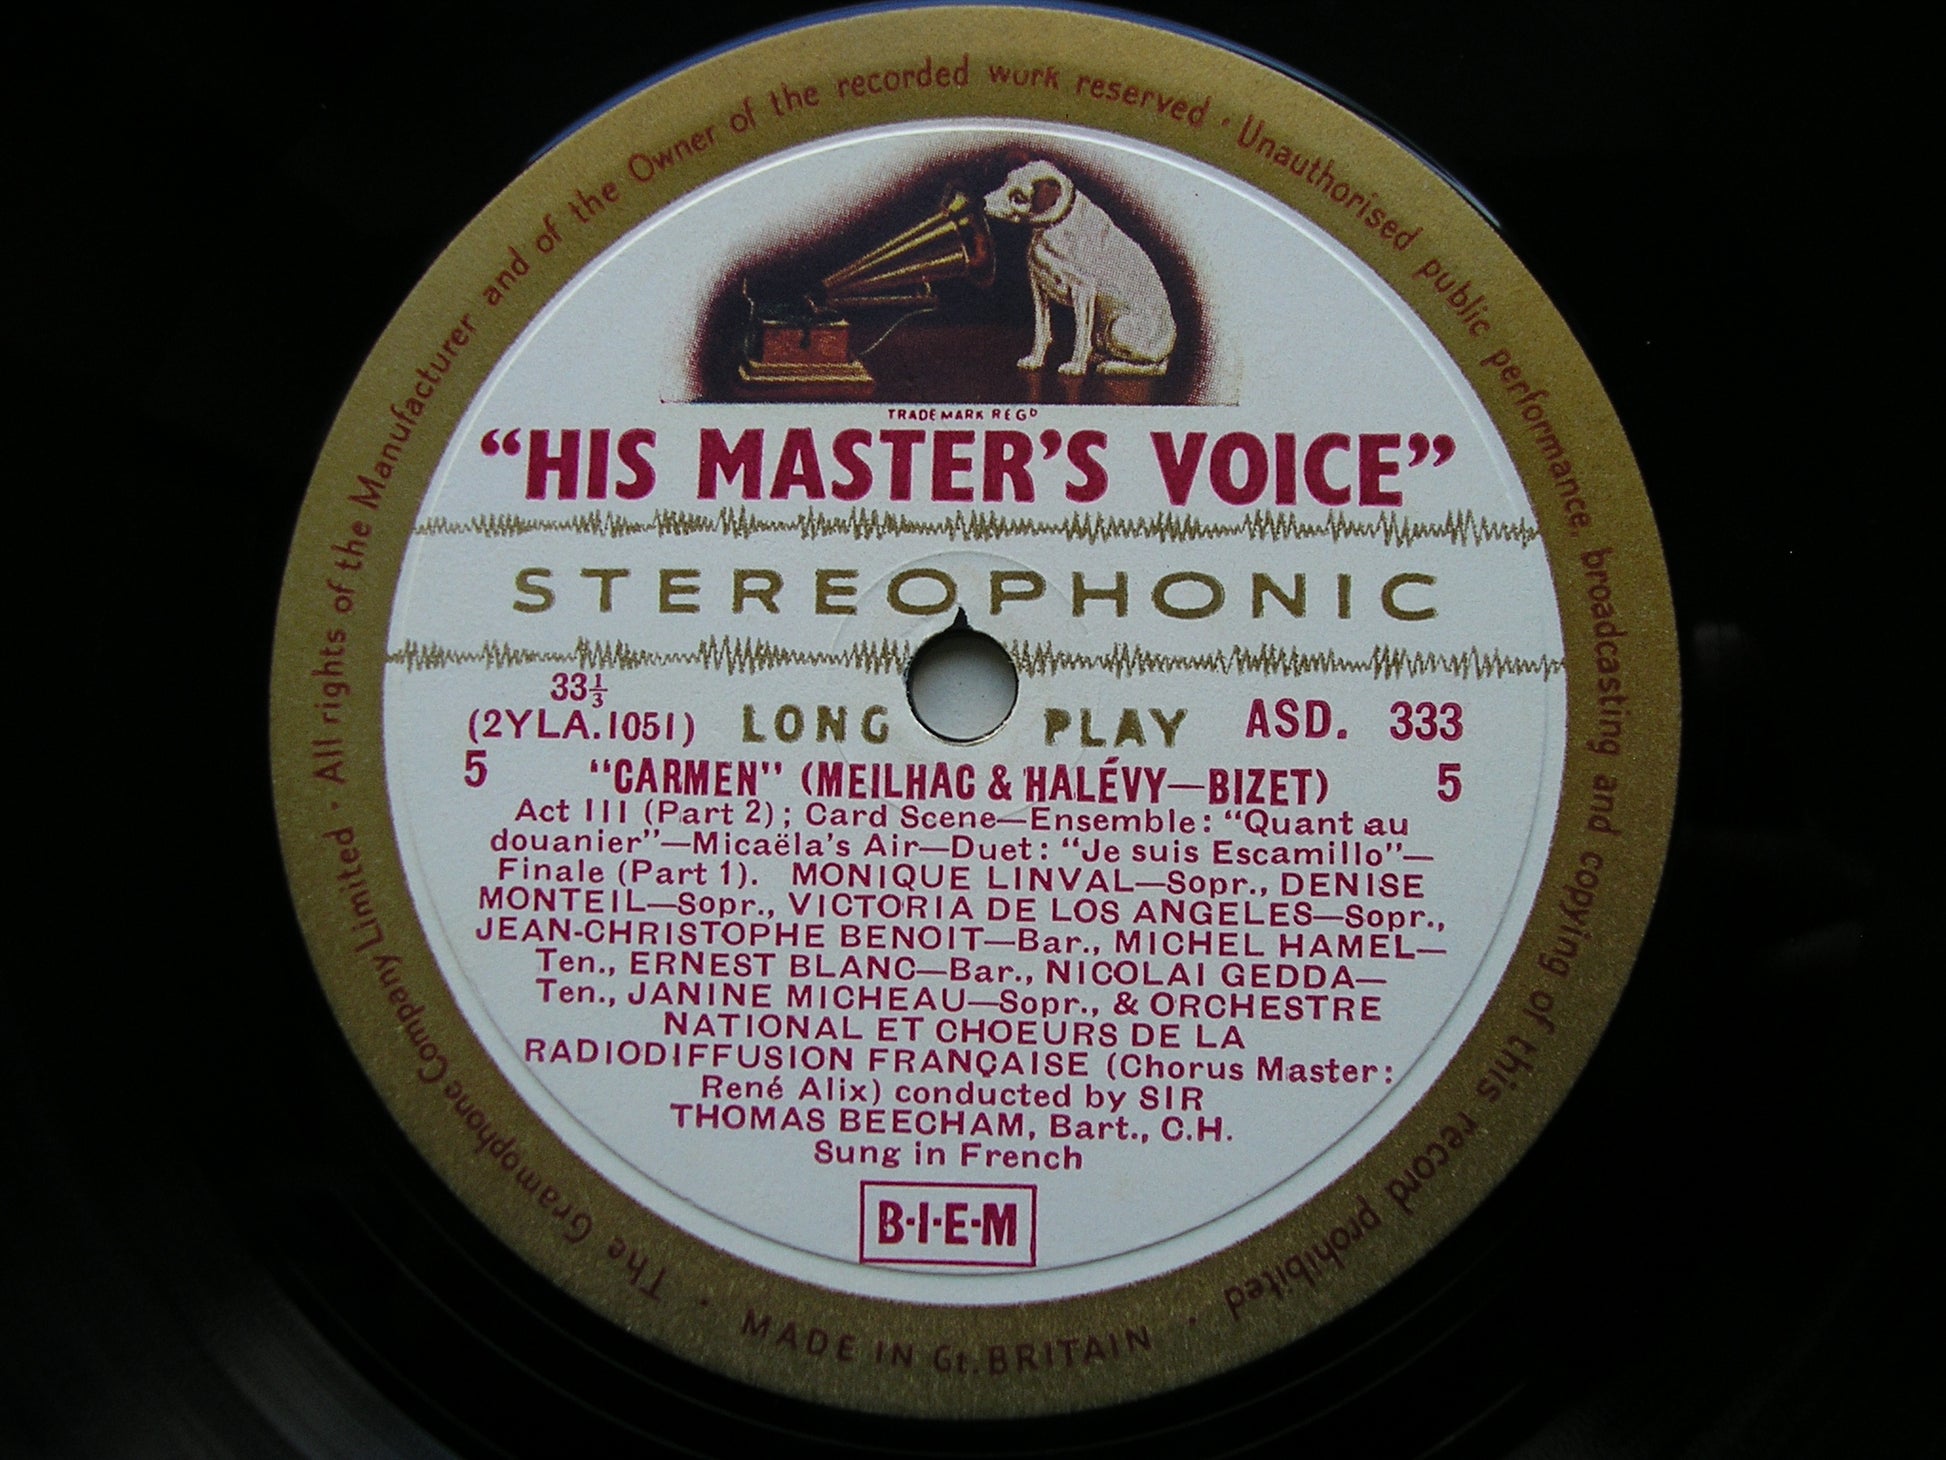 All rights of the Manufacturer and of the Owner of the recorded work reserved · Unauthorised public performance, broadcasting and copying of this record prohibited ·
MADE IN Gt. BRITAIN
· The Gramophone Company Limited ·
TRADE MARK REGD
“HIS MASTER'S VOICE”
STEREOPHONIC
33⅓
(2YLA.1051) LONG PLAY ASD. 333
5 “CARMEN” (MEILHAC & HALÉVY—BIZET) 5
Act III (Part 2); Card Scene—Ensemble: “Quant au
douanier”—Micaëla's Air—Duet: “Je suis Escamillo”—
Finale (Part 1). MONIQUE LINVAL—Sopr., DENISE
MONTEIL—Sopr., VICTORIA DE LOS ANGELES—Sopr.,
JEAN-CHRISTOPHE BENOIT—Bar., MICHEL HAMEL—
Ten., ERNEST BLANC—Bar., NICOLAI GEDDA—
Ten., JANINE MICHEAU—Sopr., & ORCHESTRE
NATIONAL ET CHOEURS DE LA
RADIODIFFUSION FRANÇAISE (Chorus Master:
René Alix) conducted by SIR
THOMAS BEECHAM, Bart., C.H.
Sung in French
B·I·E·M